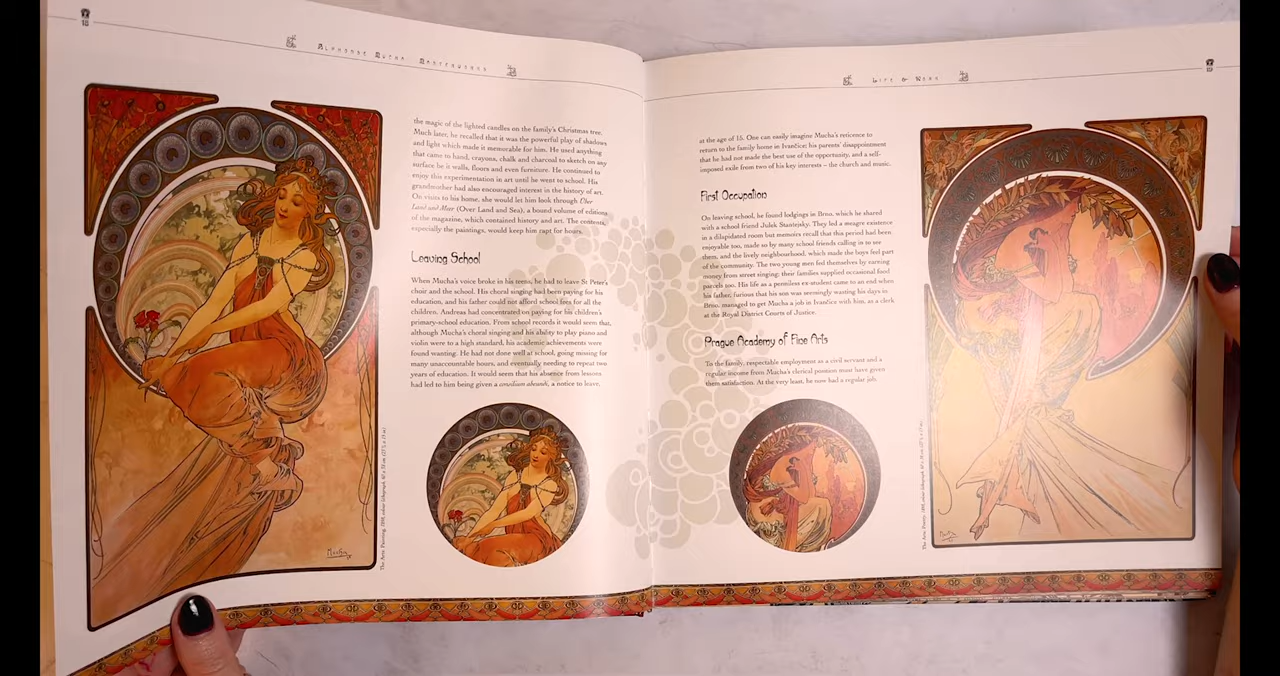 18
Alphonse Mucha Masterworks
the magic of the lighted candles on the family's Christmas tree.
Much later, he recalled that it was the powerful play of shadows
and light which made it memorable for him. He used anything
that came to hand, crayons, chalk and charcoal to sketch on any
surface be it walls, floors and even furniture. He continued to
enjoy this experimentation in art until he went to school. His
grandmother had also encouraged interest in the history of art.
On visits to his home, she would let him look through Uber
Land und Meer (Over Land and Sea), a bound volume of editions
of the magazine, which contained history and art. The contents,
especially the paintings, would keep him rapt for hours.
Leaving School
When Mucha's voice broke in his teens, he had to leave St Peter's
choir and the school. His choral singing had been paying for his
education, and his father could not afford school fees for all the
children. Andreas had concentrated on paying for his children's
primary-school education. From school records it would seem that,
although Mucha's choral singing and his ability to play piano and
violin were to a high standard, his academic achievements were
found wanting. He had not done well at school, going missing for
many unaccountable hours, and eventually needing to repeat two
years of education. It would seem that his absence from lessons
had led to him being given a consilium abeundi, a notice to leave,
The Arts: Painting, 1898, colour lithograph,
Mucha
Life & Work
19
at the age of 15. One can easily imagine Mucha's reticence to
return to the family home in Ivančice; his parents' disappointment
that he had not made the best use of the opportunity, and a self-
imposed exile from two of his key interests – the church and music.
First Occupation
On leaving school, he found lodgings in Brno, which he shared
with a school friend Julek Stantejsky. They led a meagre existence
in a dilapidated room but memoirs recall that this period had been
enjoyable too, made so by many school friends calling in to see
them, and the lively neighbourhood, which made the boys feel part
of the community. The two young men fed themselves by earning
money from street singing; their families supplied occasional food
parcels too. His life as a penniless ex-student came to an end when
his father, furious that his son was seemingly wasting his days in
Brno, managed to get Mucha a job in Ivančice with him, as a clerk
at the Royal District Courts of Justice.
Prague Academy of Fine Arts
To the family, respectable employment as a civil servant and a
regular income from Mucha's clerical position must have given
them satisfaction. At the very least, he now had a regular job.
The Arts: Poetry, 1898, colour lithograph,
Mucha